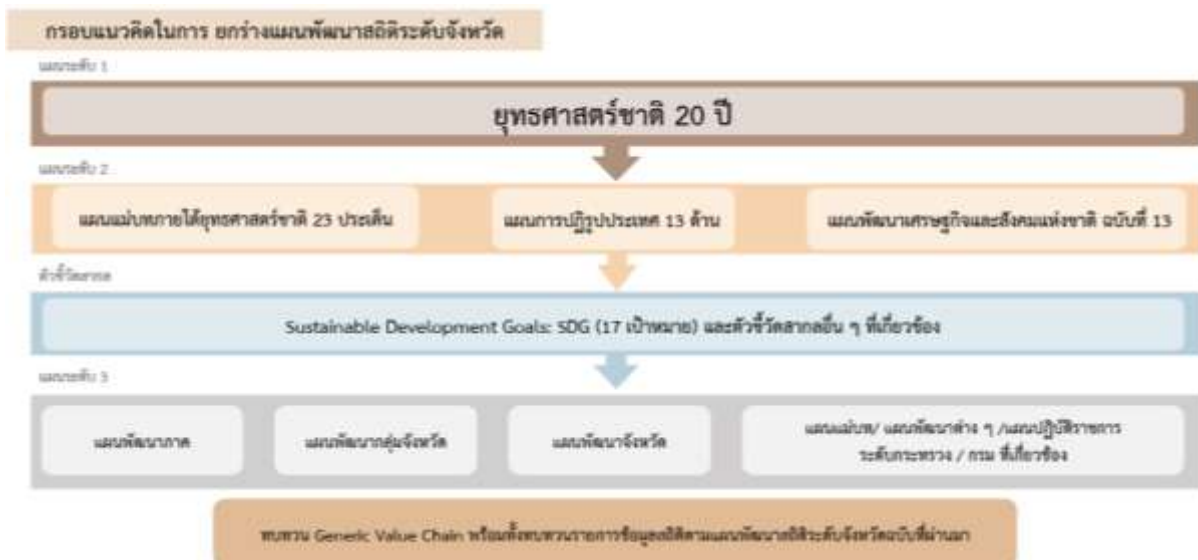 กรอบแนวคิดในการ ยกร่างแผนพัฒนาสถิติระดับจังหวัด
แผนระดับ 1
ยุทธศาสตร์ชาติ 20 ปี
แผนระดับ 2
แผนแม่บทภายใต้ยุทธศาสตร์ชาติ 23 ประเด็น
แผนการปฏิรูปประเทศ 13 ด้าน
แผนพัฒนาเศรษฐกิจและสังคมแห่งชาติ ฉบับที่ 13
ตัวชี้วัดสากล
Sustainable Development Goals: SDG (17 เป้าหมาย) และตัวชี้วัดสากลอื่น ๆ ที่เกี่ยวข้อง
แผนระดับ 3
แผนพัฒนาภาค
แผนพัฒนากลุ่มจังหวัด
แผนพัฒนาจังหวัด
แผนแม่บท/ แผนพัฒนาต่าง ๆ /แผนปฏิบัติราชการ
ระดับกระทรวง / กรม ที่เกี่ยวข้อง
ทบทวน Generic Value Chain พร้อมทั้งทบทวนรายการข้อมูลสถิติตามแผนพัฒนาสถิติระดับจังหวัดฉบับที่ผ่านมา